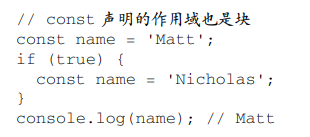 // const 声明的作用域也是块
const name = 'Matt';
if (true) {
  const name = 'Nicholas';
}
console.log(name); // Matt